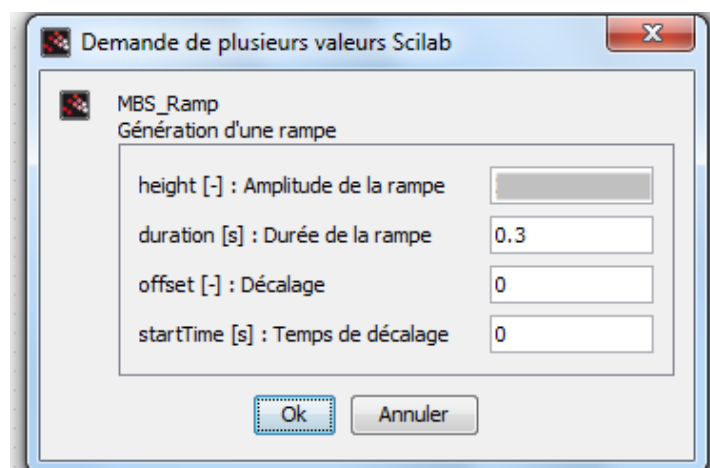 Demande de plusieurs valeurs Scilab
MBS_Ramp
Génération d'une rampe
height [-] : Amplitude de la rampe
duration [s] : Durée de la rampe 0.3
offset [-] : Décalage 0
startTime [s] : Temps de décalage 0
Ok Annuler